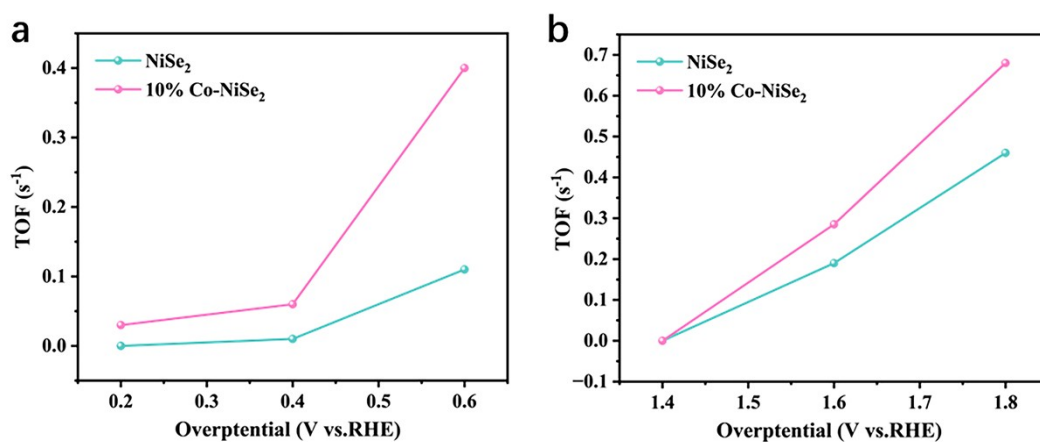 a
NiSe₂
10% Co-NiSe₂
TOF (s⁻¹)
0.4
0.3
0.2
0.1
0.0
0.2
0.3
0.4
0.5
0.6
Overptential (V vs.RHE)
b
NiSe₂
10% Co-NiSe₂
TOF (s⁻¹)
0.7
0.6
0.5
0.4
0.3
0.2
0.1
0.0
−0.1
1.4
1.5
1.6
1.7
1.8
Overptential (V vs.RHE)